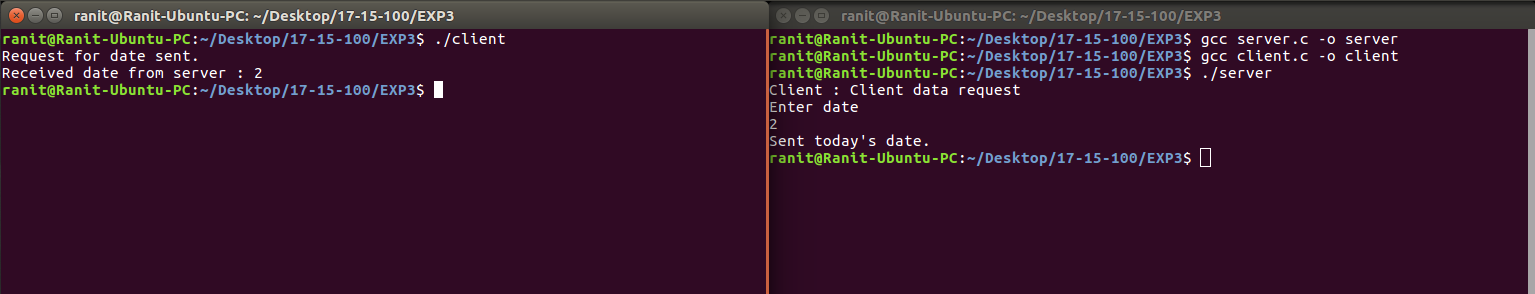 ranit@Ranit-Ubuntu-PC: ~/Desktop/17-15-100/EXP3
ranit@Ranit-Ubuntu-PC:~/Desktop/17-15-100/EXP3$ ./client
Request for date sent.
Received date from server : 2
ranit@Ranit-Ubuntu-PC:~/Desktop/17-15-100/EXP3$
ranit@Ranit-Ubuntu-PC: ~/Desktop/17-15-100/EXP3
ranit@Ranit-Ubuntu-PC:~/Desktop/17-15-100/EXP3$ gcc server.c -o server
ranit@Ranit-Ubuntu-PC:~/Desktop/17-15-100/EXP3$ gcc client.c -o client
ranit@Ranit-Ubuntu-PC:~/Desktop/17-15-100/EXP3$ ./server
Client : Client data request
Enter date
2
Sent today's date.
ranit@Ranit-Ubuntu-PC:~/Desktop/17-15-100/EXP3$